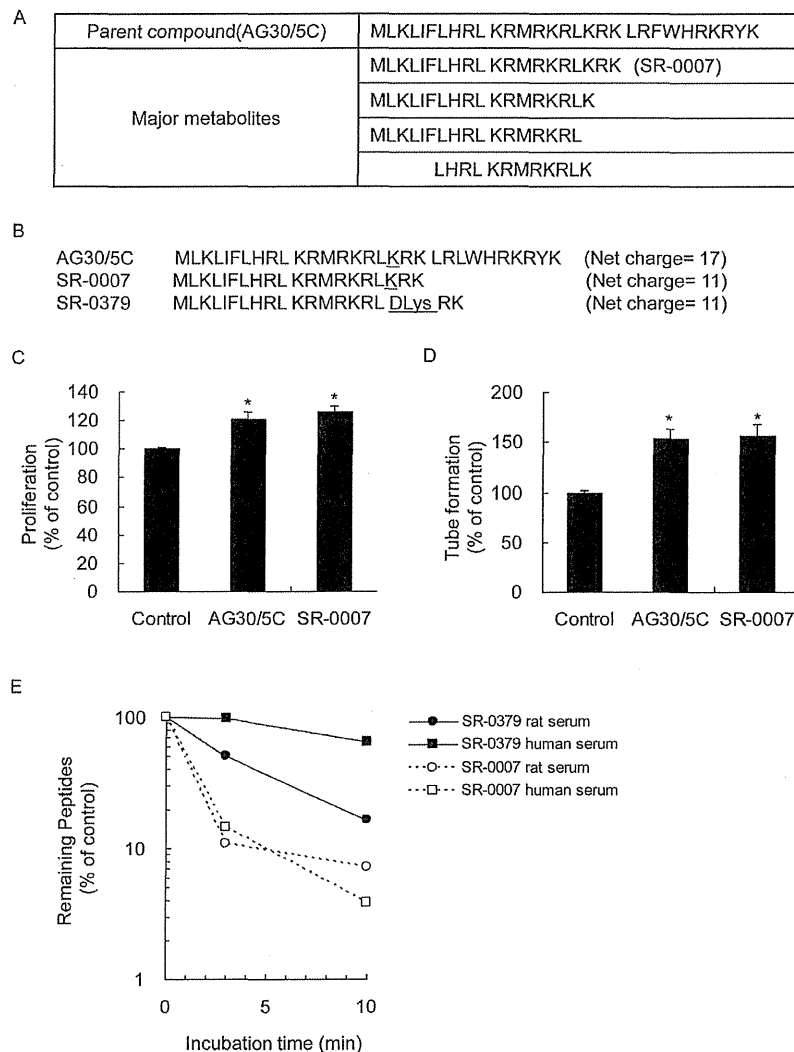 A
Parent compound(AG30/5C) MLKLIFLHRL KRMRKRLKRK LRFWHRKRYK
Major metabolites
MLKLIFLHRL KRMRKRLKRK (SR-0007)
MLKLIFLHRL KRMRKRLK
MLKLIFLHRL KRMRKRL
LHRL KRMRKRLK
B
AG30/5C MLKLIFLHRL KRMRKRLKRK LRLWHRKRYK (Net charge= 17)
SR-0007 MLKLIFLHRL KRMRKRLKRK (Net charge= 11)
SR-0379 MLKLIFLHRL KRMRKRL DLys RK (Net charge= 11)
C
Proliferation
(% of control)
140
120
100
80
60
40
20
0
* *
Control AG30/5C SR-0007
D
Tube formation
(% of control)
200
150
100
50
0
* *
Control AG30/5C SR-0007
E
Remaining Peptides
(% of control)
100
10
1
0 5 10
Incubation time (min)
SR-0379 rat serum
SR-0379 human serum
SR-0007 rat serum
SR-0007 human serum